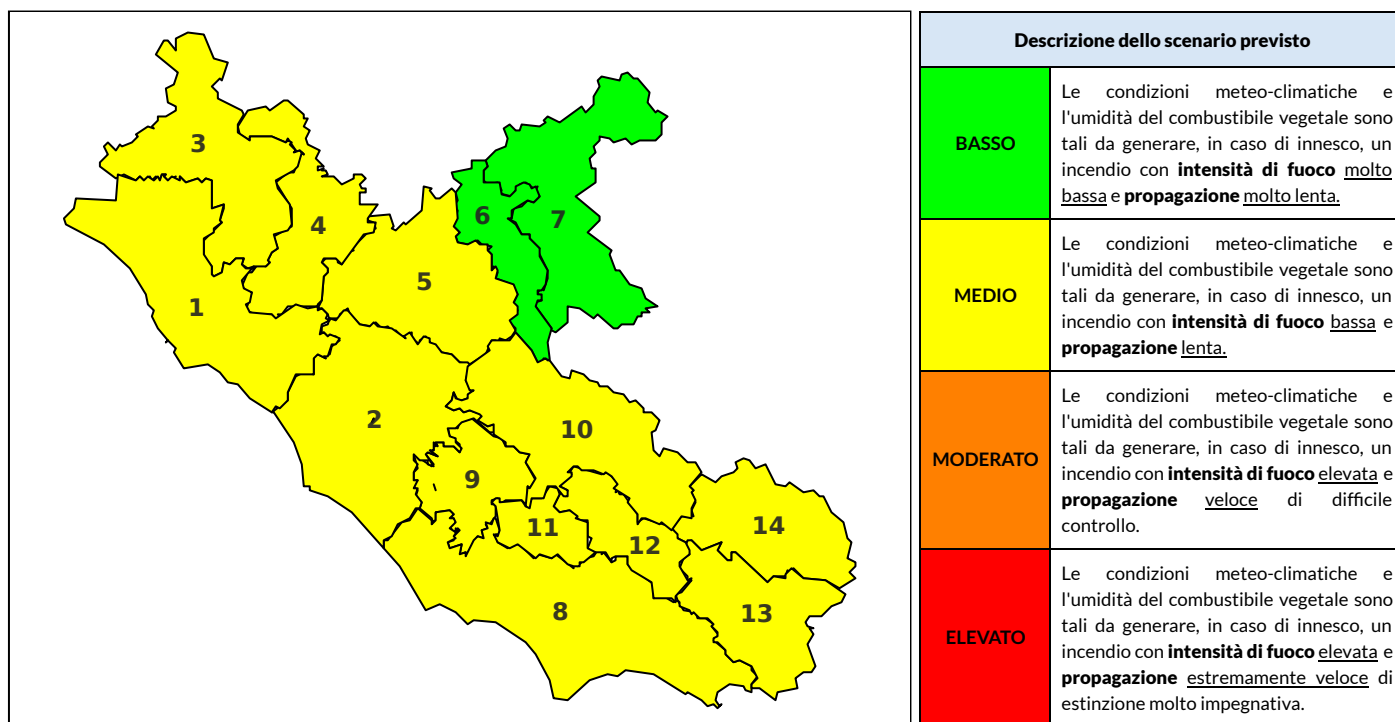 3
4
6
7
5
1
2
10
9
14
11
12
8
13
Descrizione dello scenario previsto
BASSO
Le condizioni meteo-climatiche e
l'umidità del combustibile vegetale sono
tali da generare, in caso di innesco, un
incendio con intensità di fuoco molto
bassa e propagazione molto lenta.
MEDIO
Le condizioni meteo-climatiche e
l'umidità del combustibile vegetale sono
tali da generare, in caso di innesco, un
incendio con intensità di fuoco bassa e
propagazione lenta.
MODERATO
Le condizioni meteo-climatiche e
l'umidità del combustibile vegetale sono
tali da generare, in caso di innesco, un
incendio con intensità di fuoco elevata e
propagazione veloce di difficile
controllo.
ELEVATO
Le condizioni meteo-climatiche e
l'umidità del combustibile vegetale sono
tali da generare, in caso di innesco, un
incendio con intensità di fuoco elevata e
propagazione estremamente veloce di
estinzione molto impegnativa.